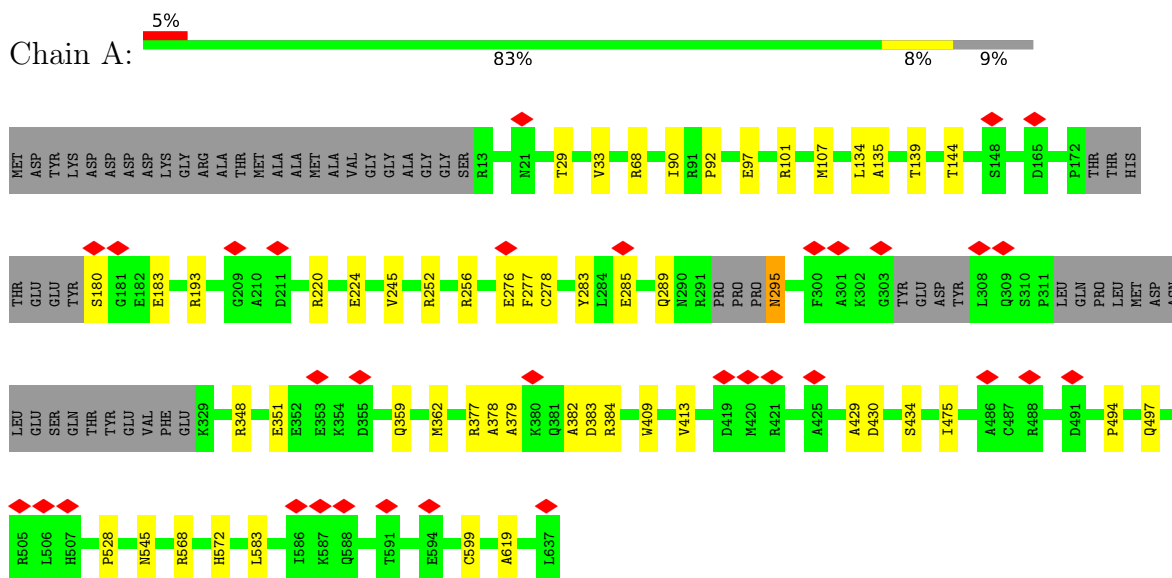 5%
Chain A:
83% 8% 9%
MET ASP TYR LYS ASP ASP ASP ASP LYS GLY ARG ALA THR MET ALA ALA MET ALA VAL GLY GLY ALA GLY GLY SER R13 N21 T29 V33 R68 I90 R91 P92 E97 R101 M107 L134 A135 T139 T144 S148 D165 P172 THR THR HIS
THR GLU GLU TYR S180 G181 E182 E183 R193 G209 A210 D211 R220 E224 V245 R252 R256 E276 F277 C278 Y283 L284 E285 Q289 N290 R291 PRO PRO PRO N295 F300 A301 K302 G303 TYR GLU ASP TYR L308 Q309 S310 F311 LEU GLN PRO LEU MET ASP ASN
LEU GLU SER GLN THR TYR GLU VAL PHE GLU K329 R348 E351 E352 E353 K354 D355 Q359 M362 R377 A378 A379 K380 Q381 A382 D383 R384 W409 V413 D419 M420 R421 A425 A429 D430 S434 I475 A486 C487 R488 D491 P494 Q497
R505 L506 H507 P528 N545 R568 H572 L583 I586 K587 Q588 T591 E594 C599 A619 L637